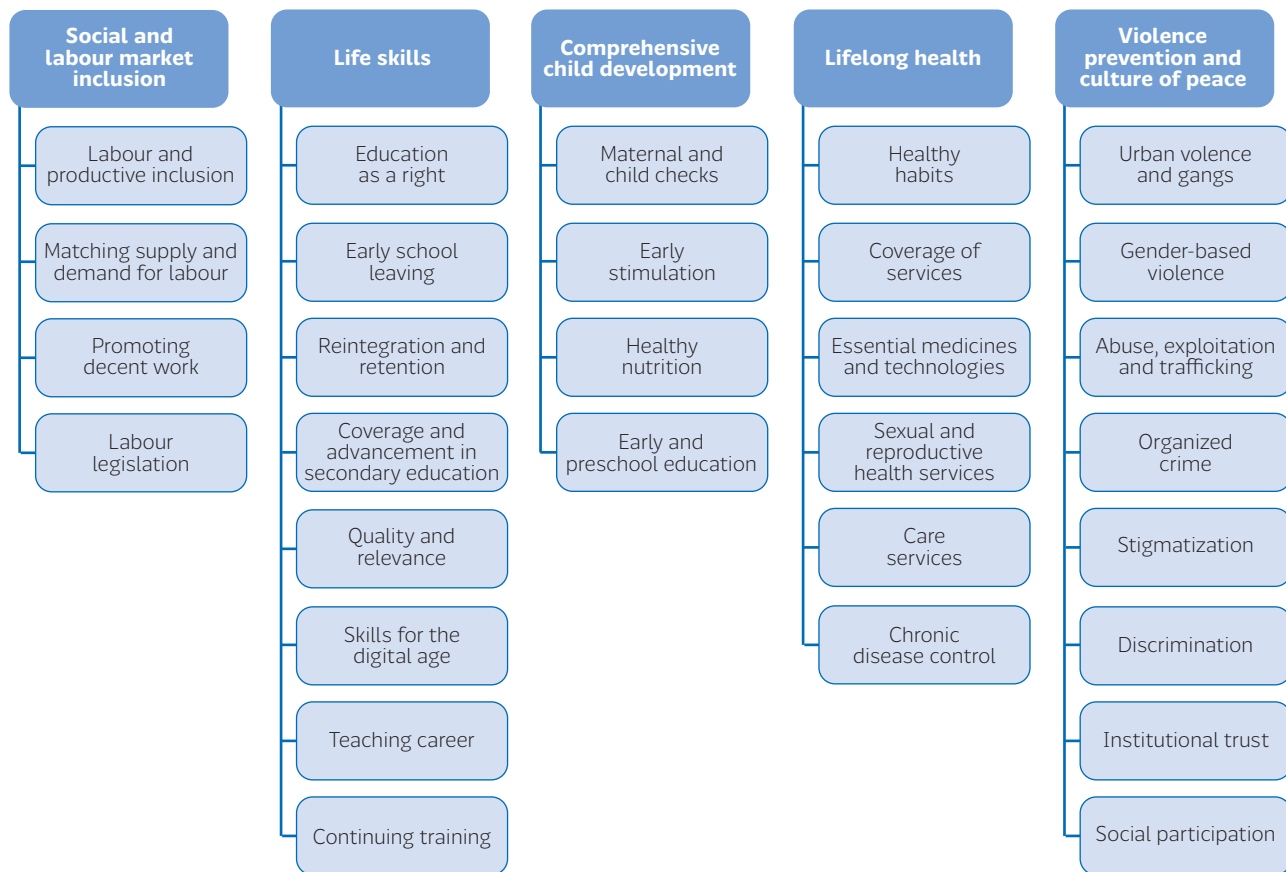 Social and
labour market
inclusion
Labour and
productive inclusion
Matching supply and
demand for labour
Promoting
decent work
Labour
legislation
Life skills
Education
as a right
Early school
leaving
Reintegration and
retention
Coverage and
advancement in
secondary education
Quality and
relevance
Skills for the
digital age
Teaching career
Continuing training
Comprehensive
child development
Maternal and
child checks
Early
stimulation
Healthy
nutrition
Early and
preschool education
Lifelong health
Healthy
habits
Coverage of
services
Essential medicines
and technologies
Sexual and
reproductive
health services
Care
services
Chronic
disease control
Violence
prevention and
culture of peace
Urban volence
and gangs
Gender-based
violence
Abuse, exploitation
and trafficking
Organized
crime
Stigmatization
Discrimination
Institutional trust
Social participation